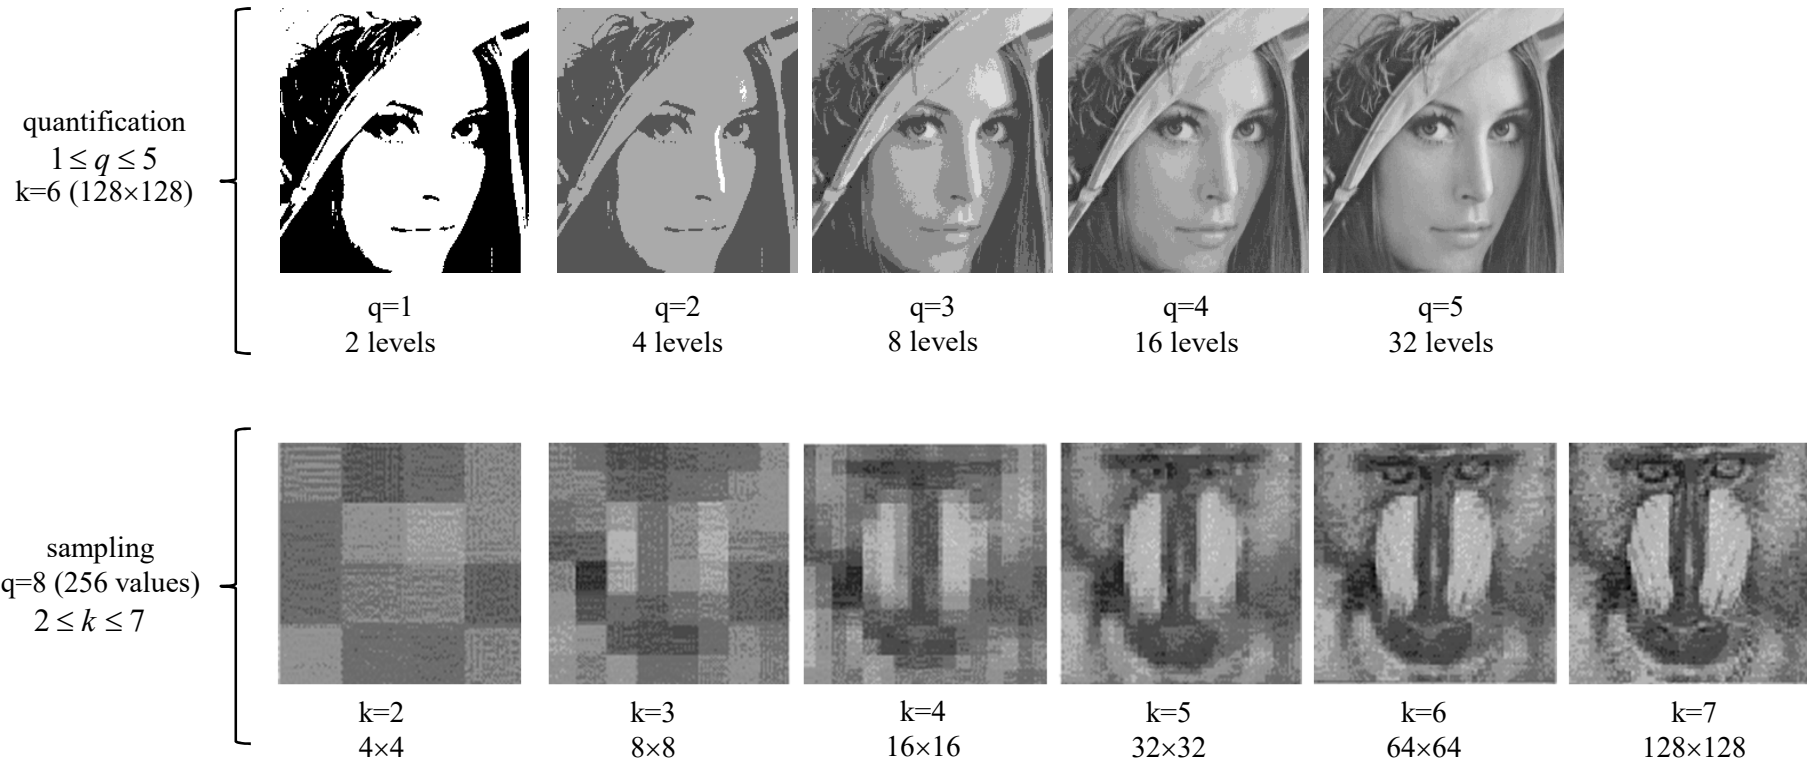 quantification
1 ≤ q ≤ 5
k=6 (128×128)
q=1
2 levels
q=2
4 levels
q=3
8 levels
q=4
16 levels
q=5
32 levels
sampling
q=8 (256 values)
2 ≤ k ≤ 7
k=2
4×4
k=3
8×8
k=4
16×16
k=5
32×32
k=6
64×64
k=7
128×128